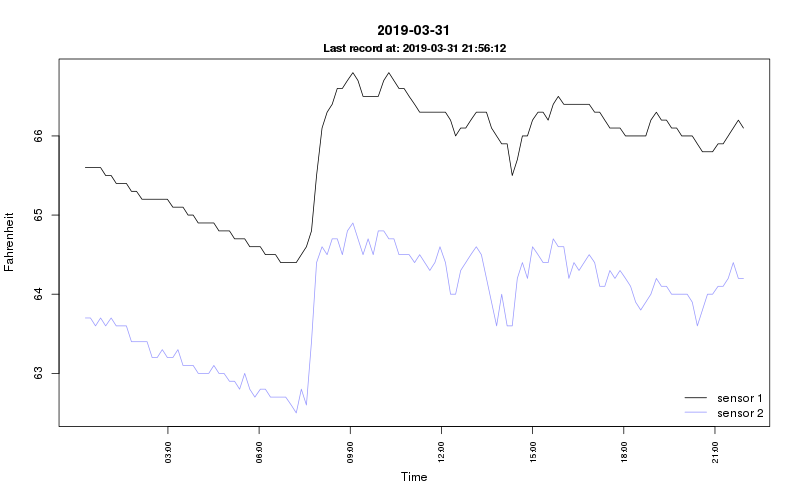 2019-03-31
Last record at: 2019-03-31 21:56:12
Fahrenheit
66
65
64
63
sensor 1
sensor 2
03:00 06:00 09:00 12:00 15:00 18:00 21:00
Time